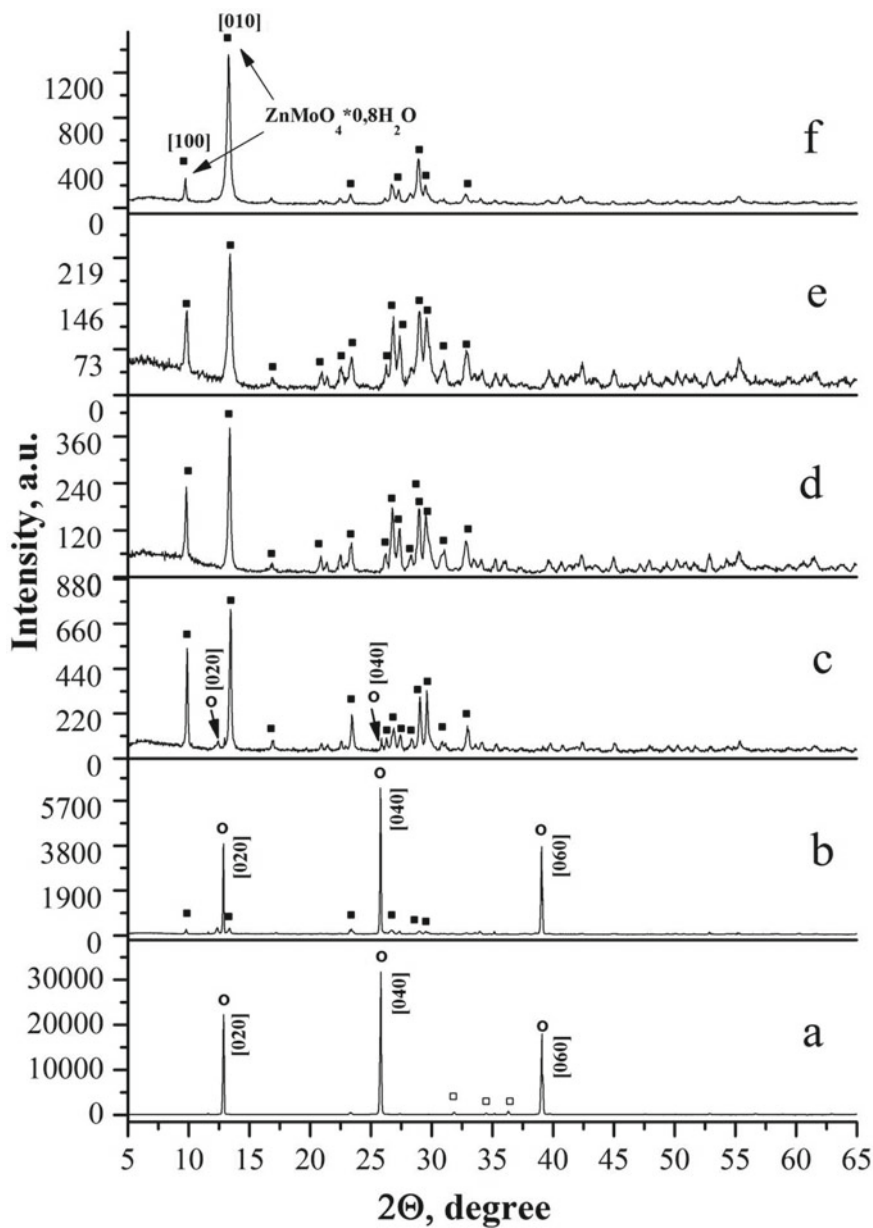 [010]
1200
ZnMoO₄*0,8H₂O
800
[100]
f
400
0
219
e
146
73
0
360
d
240
120
880
0
660
[020]
O
[040]
O
c
440
220
0
5700
O
[020]
O
[040]
O
[060]
b
3800
1900
0
30000
O
[020]
O
[040]
O
[060]
a
20000
10000
0
Intensity, a.u.
5 10 15 20 25 30 35 40 45 50 55 60 65
2Θ, degree